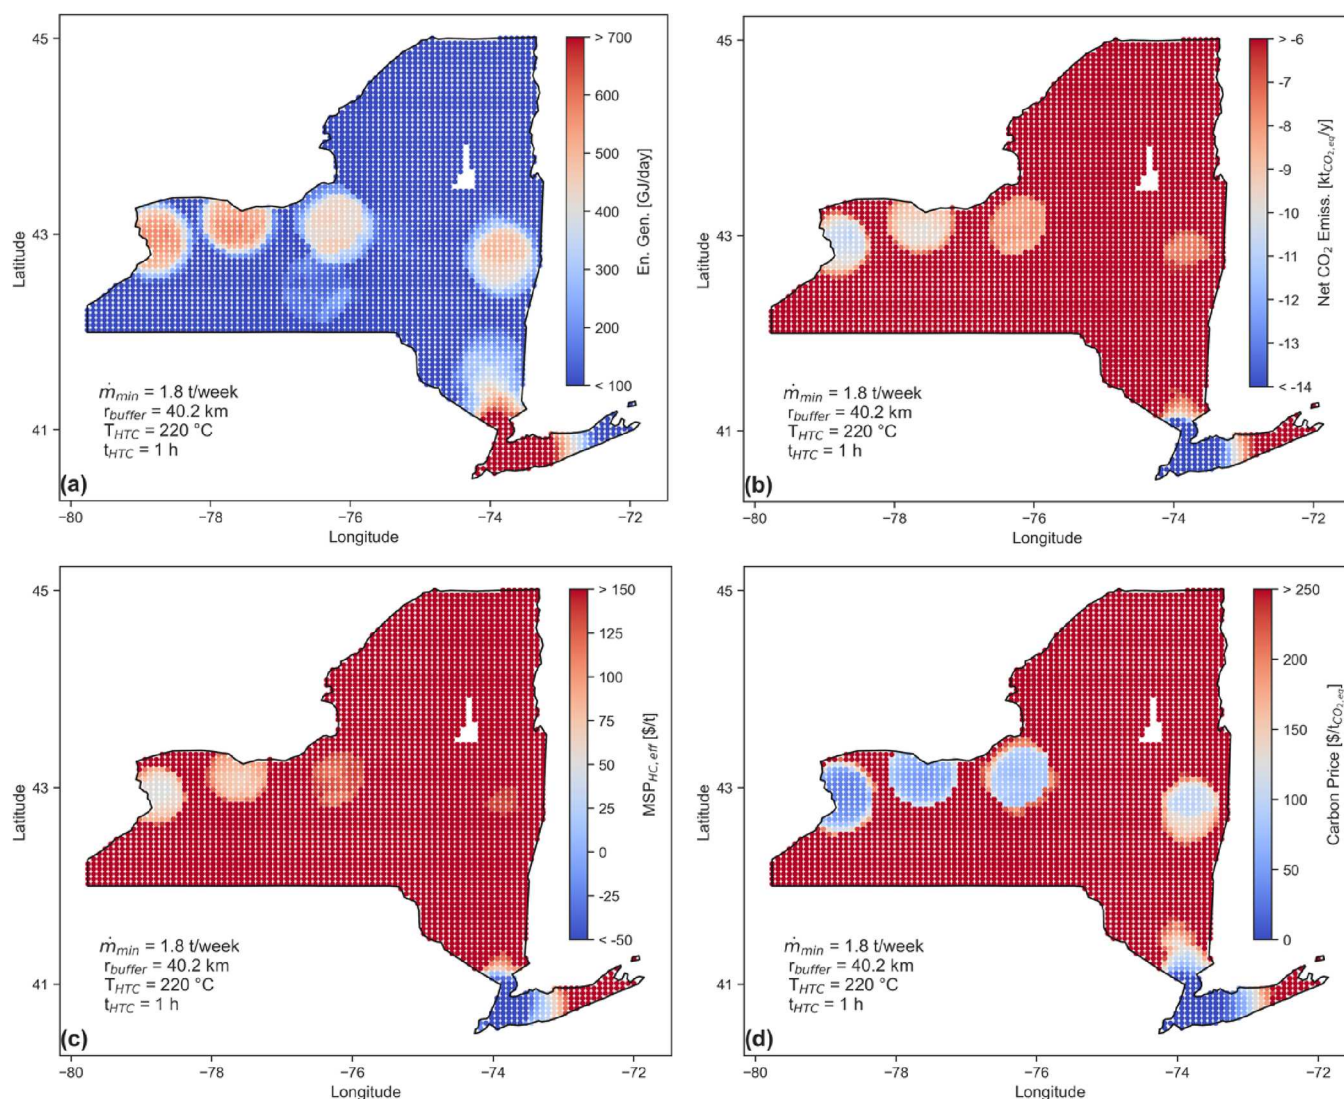 45
43
41
Latitude
−80
−78
−76
−74
−72
Longitude
> 700
600
500
400
300
200
< 100
En. Gen. [GJ/day]
ṁmin = 1.8 t/week
rbuffer = 40.2 km
THTC = 220 °C
tHTC = 1 h
(a)
45
43
41
Latitude
−80
−78
−76
−74
−72
Longitude
> -6
-7
-8
-9
-10
-11
-12
-13
< -14
Net CO2 Emiss. [ktCO2,eq/y]
ṁmin = 1.8 t/week
rbuffer = 40.2 km
THTC = 220 °C
tHTC = 1 h
(b)
45
43
41
Latitude
−80
−78
−76
−74
−72
Longitude
> 150
125
100
75
50
25
0
-25
< -50
MSPHC, eff [$/t]
ṁmin = 1.8 t/week
rbuffer = 40.2 km
THTC = 220 °C
tHTC = 1 h
(c)
45
43
41
Latitude
−80
−78
−76
−74
−72
Longitude
> 250
200
150
100
50
0
Carbon Price [$/tCO2,eq]
ṁmin = 1.8 t/week
rbuffer = 40.2 km
THTC = 220 °C
tHTC = 1 h
(d)